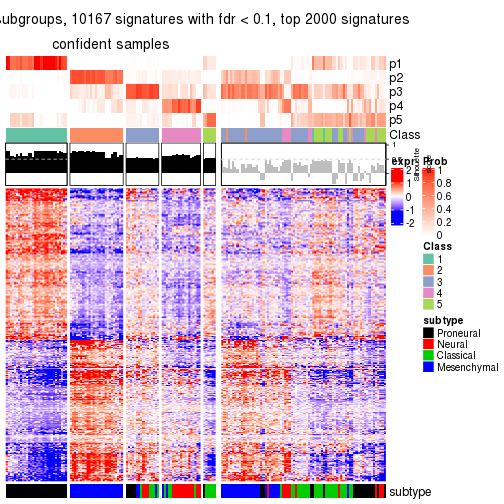 subgroups, 10167 signatures with fdr < 0.1, top 2000 signatures
confident samples
p1
p2
p3
p4
p5
Class
1
Silhouette
expr
2
1
0
-1
-2
Prob
1
0.8
0.6
0.4
0.2
0
Class
1
2
3
4
5
subtype
Proneural
Neural
Classical
Mesenchymal
subtype